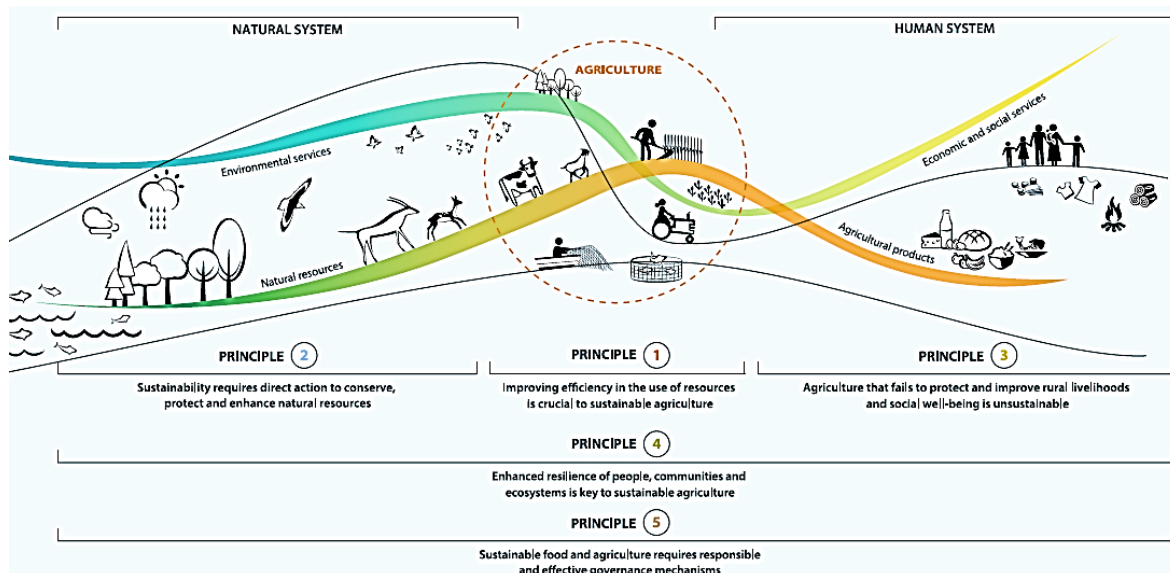 NATURAL SYSTEM
HUMAN SYSTEM
AGRICULTURE
Environmental services
Economic and social services
Natural resources
Agricultural products
PRINCIPLE 2
Sustainability requires direct action to conserve,
protect and enhance natural resources
PRINCIPLE 1
Improving efficiency in the use of resources
is crucial to sustainable agriculture
PRINCIPLE 3
Agriculture that fails to protect and improve rural livelihoods
and social well-being is unsustainable
PRINCIPLE 4
Enhanced resilience of people, communities and
ecosystems is key to sustainable agriculture
PRINCIPLE 5
Sustainable food and agriculture requires responsible
and effective governance mechanisms